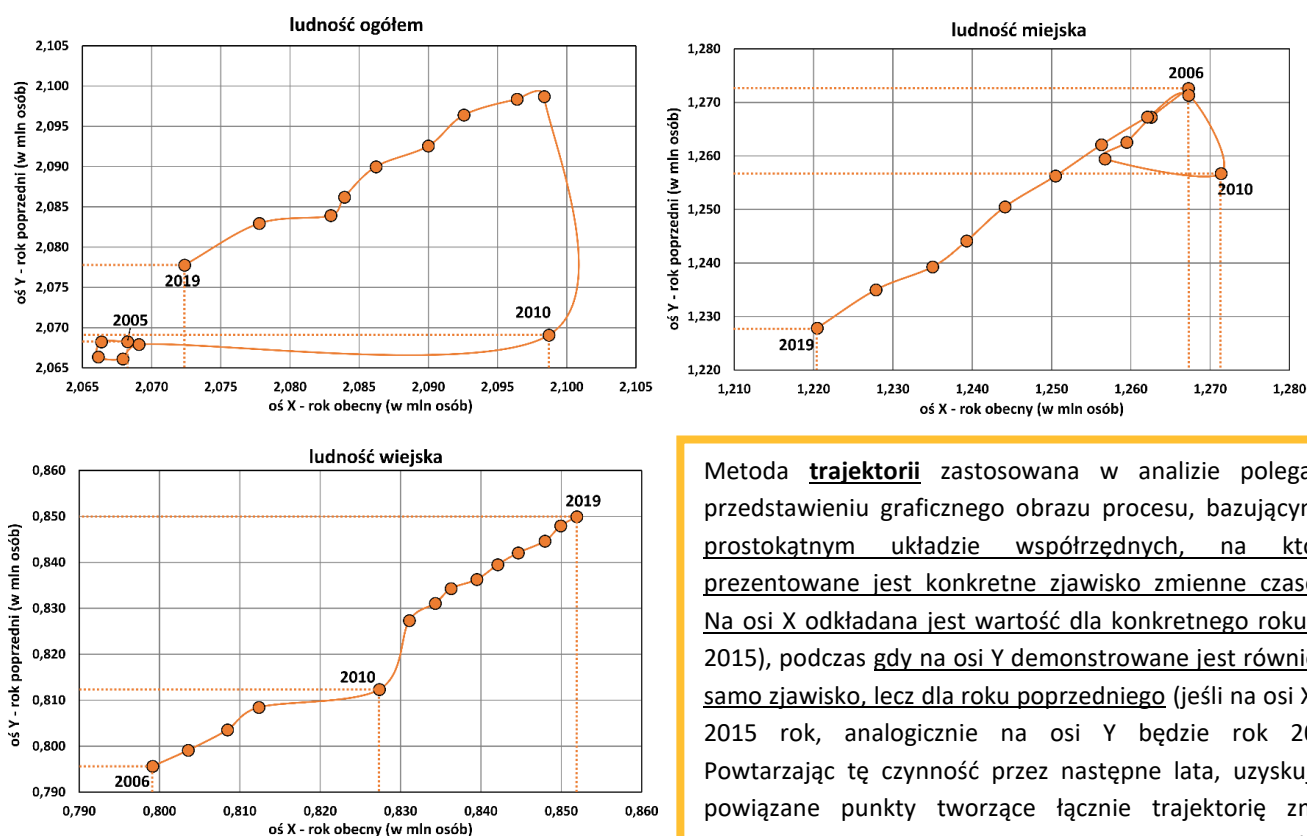 ludność ogółem
oś Y - rok poprzedni (w mln osób)
2,105
2,100
2,095
2,090
2,085
2,080
2,075
2,070
2,065
2019
2005
2010
2,065 2,070 2,075 2,080 2,085 2,090 2,095 2,100 2,105
oś X - rok obecny (w mln osób)
ludność miejska
oś Y - rok poprzedni (w mln osób)
1,280
1,270
1,260
1,250
1,240
1,230
1,220
2006
2010
2019
1,210 1,220 1,230 1,240 1,250 1,260 1,270 1,280
oś X - rok obecny (w mln osób)
ludność wiejska
oś Y - rok poprzedni (w mln osób)
0,860
0,850
0,840
0,830
0,820
0,810
0,800
0,790
2019
2010
2006
0,790 0,800 0,810 0,820 0,830 0,840 0,850 0,860
oś X - rok obecny (w mln osób)
Metoda trajektorii zastosowana w analizie polega
przedstawieniu graficznego obrazu procesu, bazującym
prostokątnym układzie współrzędnych, na
prezentowane jest konkretne zjawisko zmienne
Na osi X odkładana jest wartość dla konkretnego roku
2015), podczas gdy na osi Y demonstrowane jest
samo zjawisko, lecz dla roku poprzedniego (jeśli na osi X
2015 rok, analogicznie na osi Y będzie rok
Powtarzając tę czynność przez następne lata,
powiązane punkty tworzące łącznie trajektorię